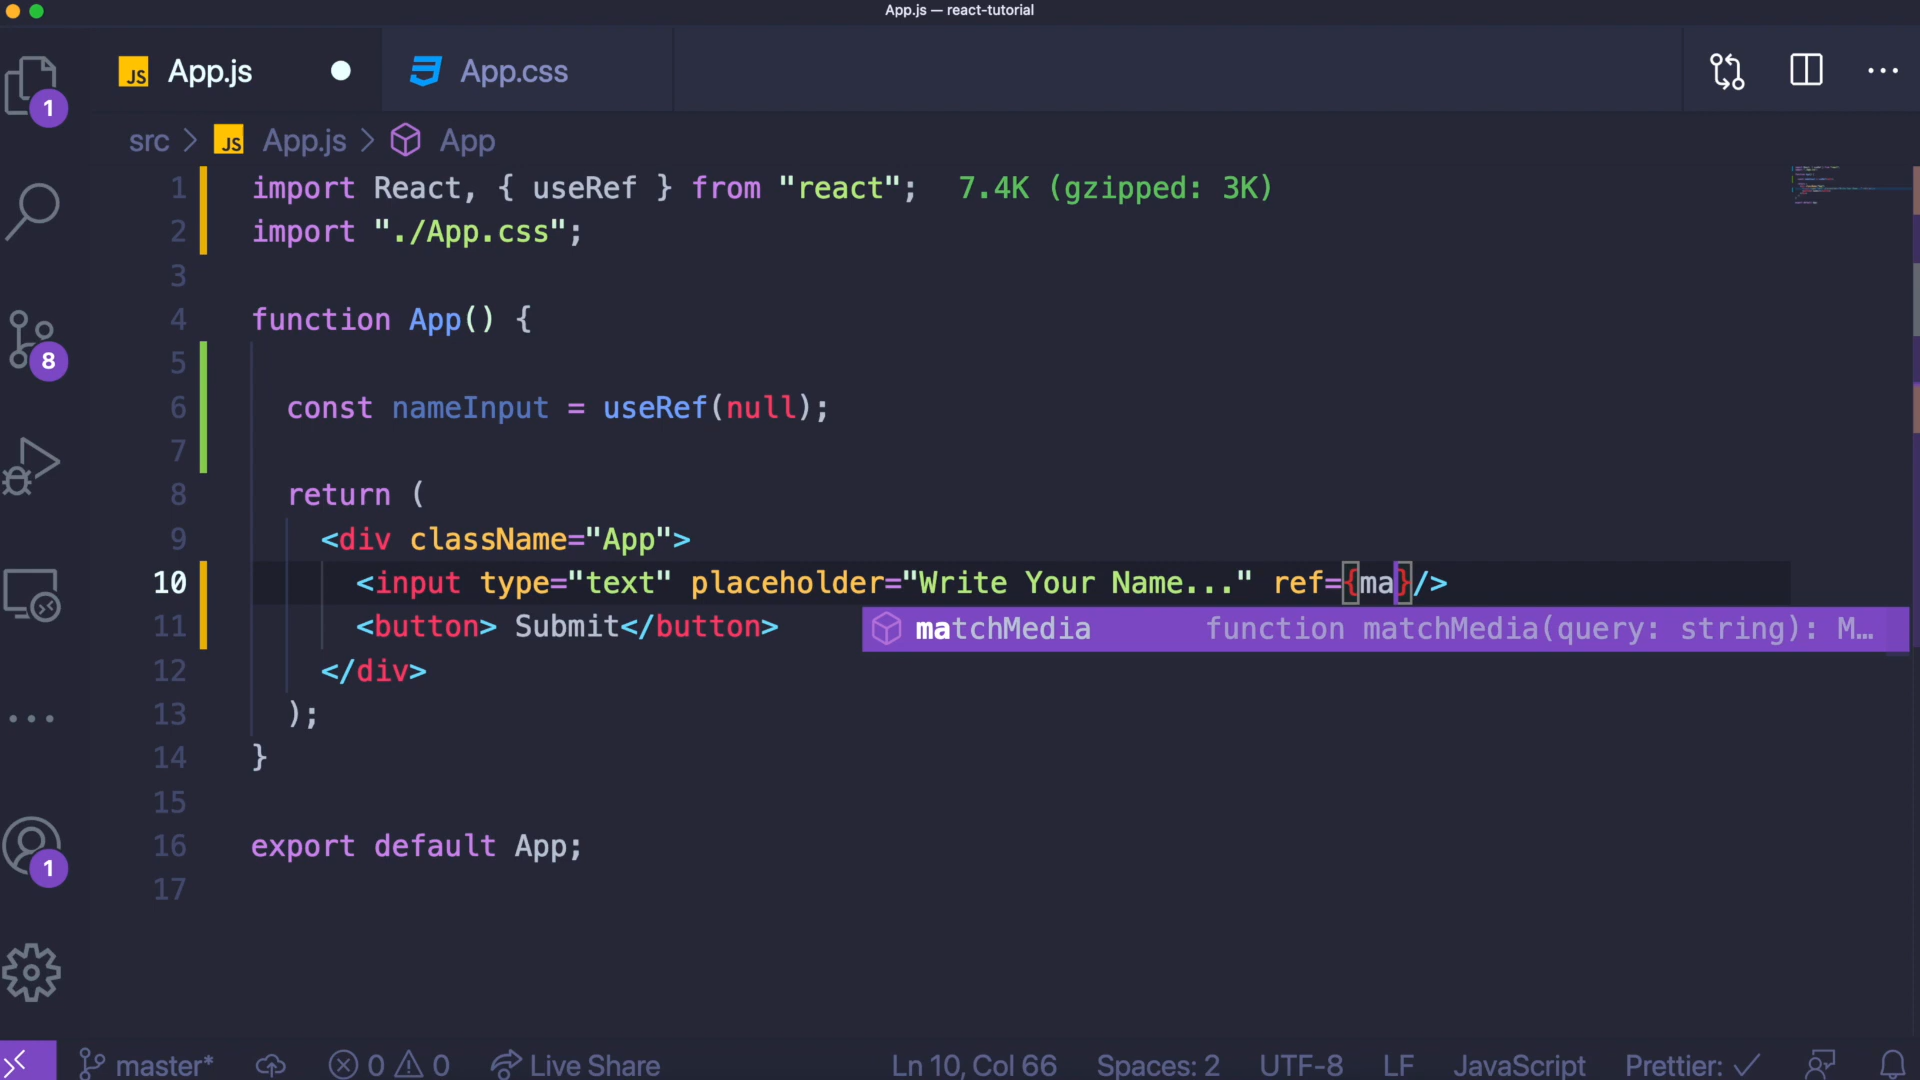 App.js — react-tutorial
JS App.js App.css
src > JS App.js > App
1 import React, { useRef } from "react"; 7.4K (gzipped: 3K)
2 import "./App.css";
3
4 function App() {
5
6 const nameInput = useRef(null);
7
8 return (
9 <div className="App">
10 <input type="text" placeholder="Write Your Name..." ref={ma}/>
11 <button> Submit</button>
matchMedia function matchMedia(query: string): M…
12 </div>
13 );
14 }
15
16 export default App;
17
1
8
1
master* 0 0 Live Share Ln 10, Col 66 Spaces: 2 UTF-8 LF JavaScript Prettier: ✓